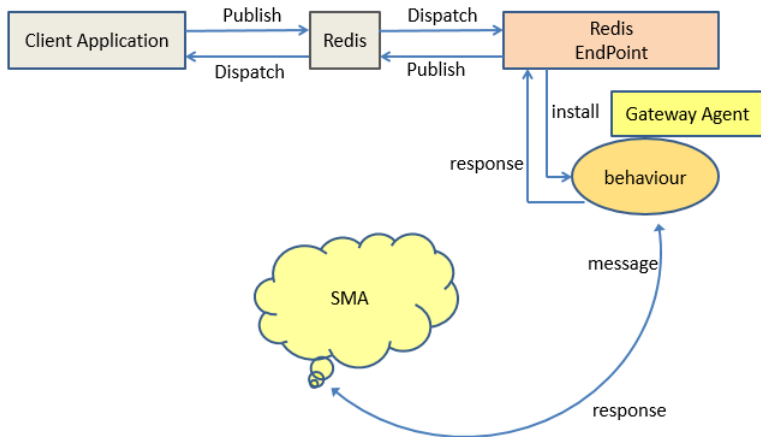 Publish
Dispatch
Client Application
Redis
Redis
EndPoint
Dispatch
Publish
install
Gateway Agent
response
behaviour
message
SMA
response